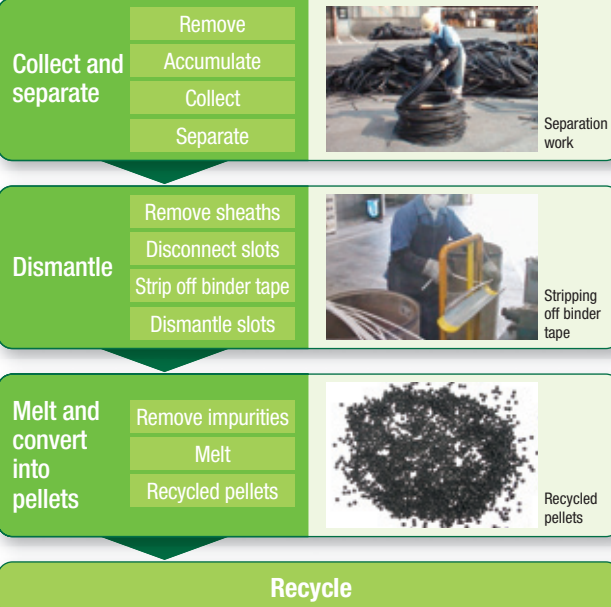 Collect and
separate
Remove
Accumulate
Collect
Separate
Separation
work
Dismantle
Remove sheaths
Disconnect slots
Strip off binder tape
Dismantle slots
Stripping
off binder
tape
Melt and
convert
into
pellets
Remove impurities
Melt
Recycled pellets
Recycled
pellets
Recycle